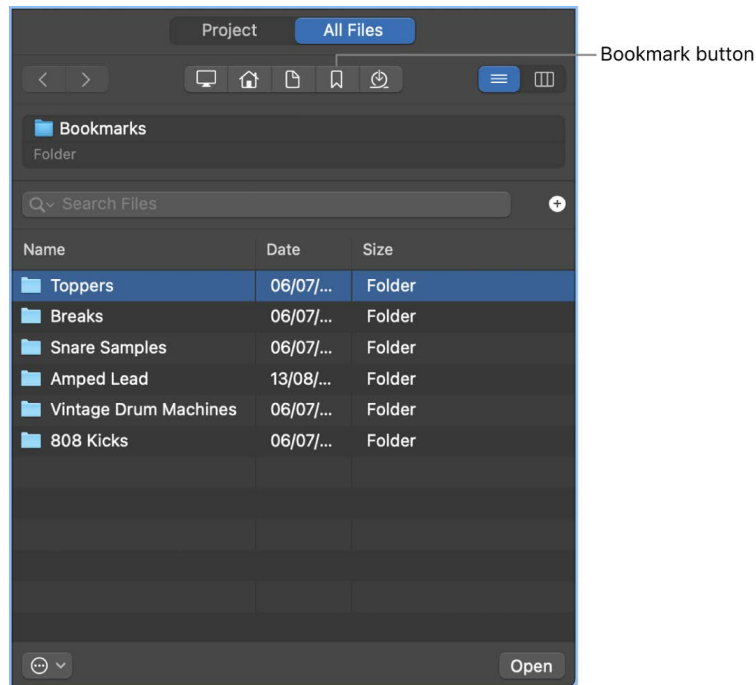 Project All Files
Bookmark button
Bookmarks
Folder
Search Files
Name Date Size
Toppers 06/07/... Folder
Breaks 06/07/... Folder
Snare Samples 06/07/... Folder
Amped Lead 13/08/... Folder
Vintage Drum Machines 06/07/... Folder
808 Kicks 06/07/... Folder
Open